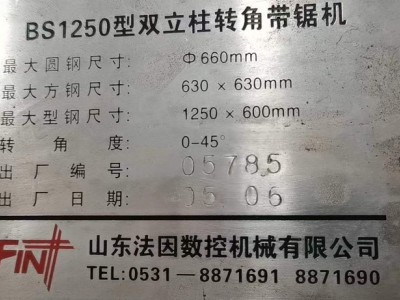 BS1250型双立柱转角带锯机
最大圆钢尺寸: Φ660mm
最大方钢尺寸: 630 × 630mm
最大型钢尺寸: 1250 × 600mm
转角度: 0-45°
出厂编号: 05785
出厂日期: 05.06
FIN 山东法因数控机械有限公司
TEL:0531-8871691 8871690